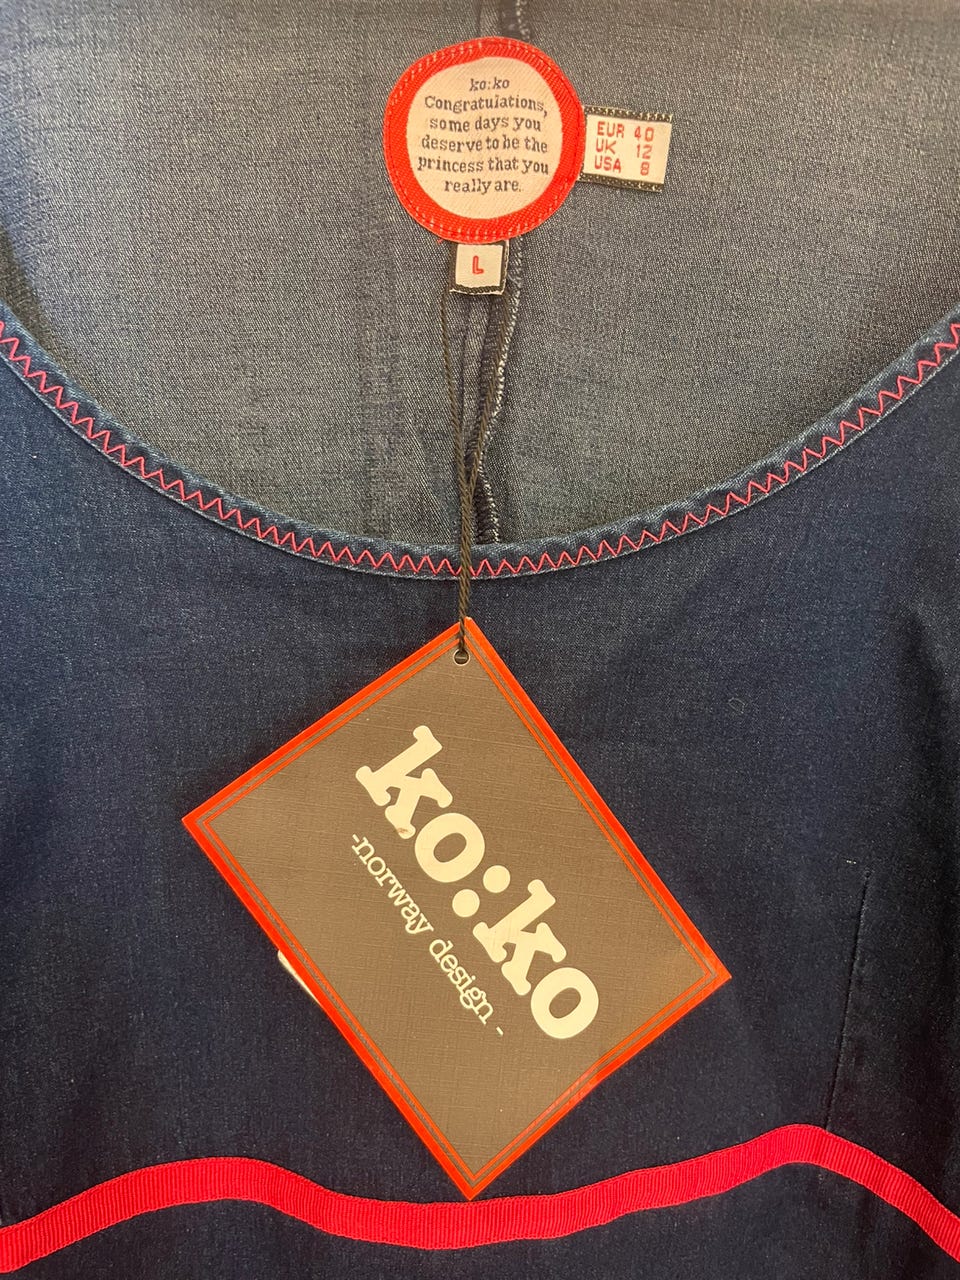 ko:ko
Congratulations,
some days you
deserve to be the
princess that you
really are.
EUR 40
UK 12
USA 8
L
ko:ko
-norway design-